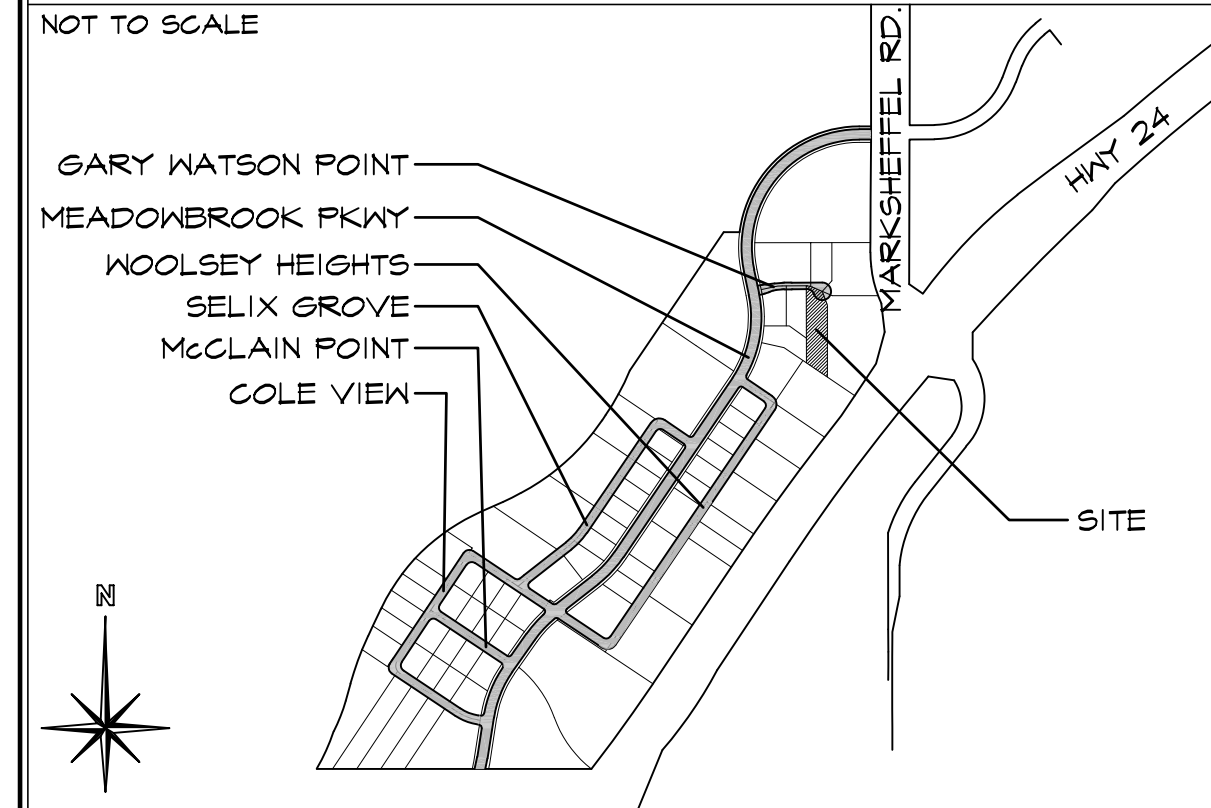 NOT TO SCALE
MARKSHEFFEL RD.
HWY 24
GARY WATSON POINT
MEADOWBROOK PKWY
WOOLSEY HEIGHTS
SELIX GROVE
McCLAIN POINT
COLE VIEW
SITE
N